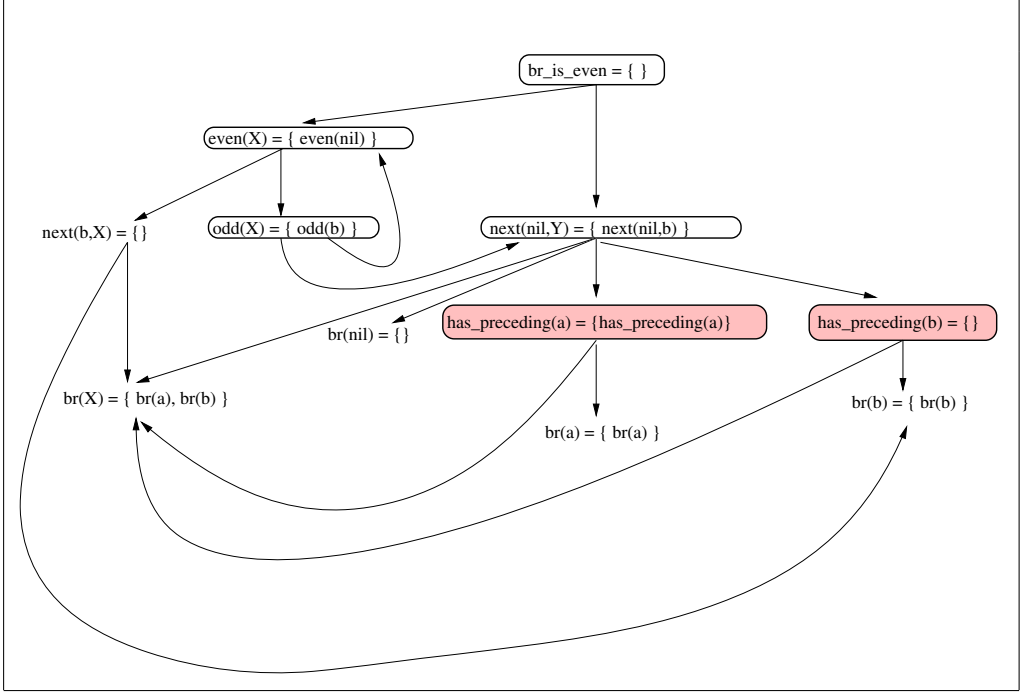 br_is_even = { }
even(X) = { even(nil) }
next(b,X) = {}
odd(X) = { odd(b) }
next(nil,Y) = { next(nil,b) }
br(nil) = {}
has_preceding(a) = {has_preceding(a)}
has_preceding(b) = {}
br(X) = { br(a), br(b) }
br(a) = { br(a) }
br(b) = { br(b) }